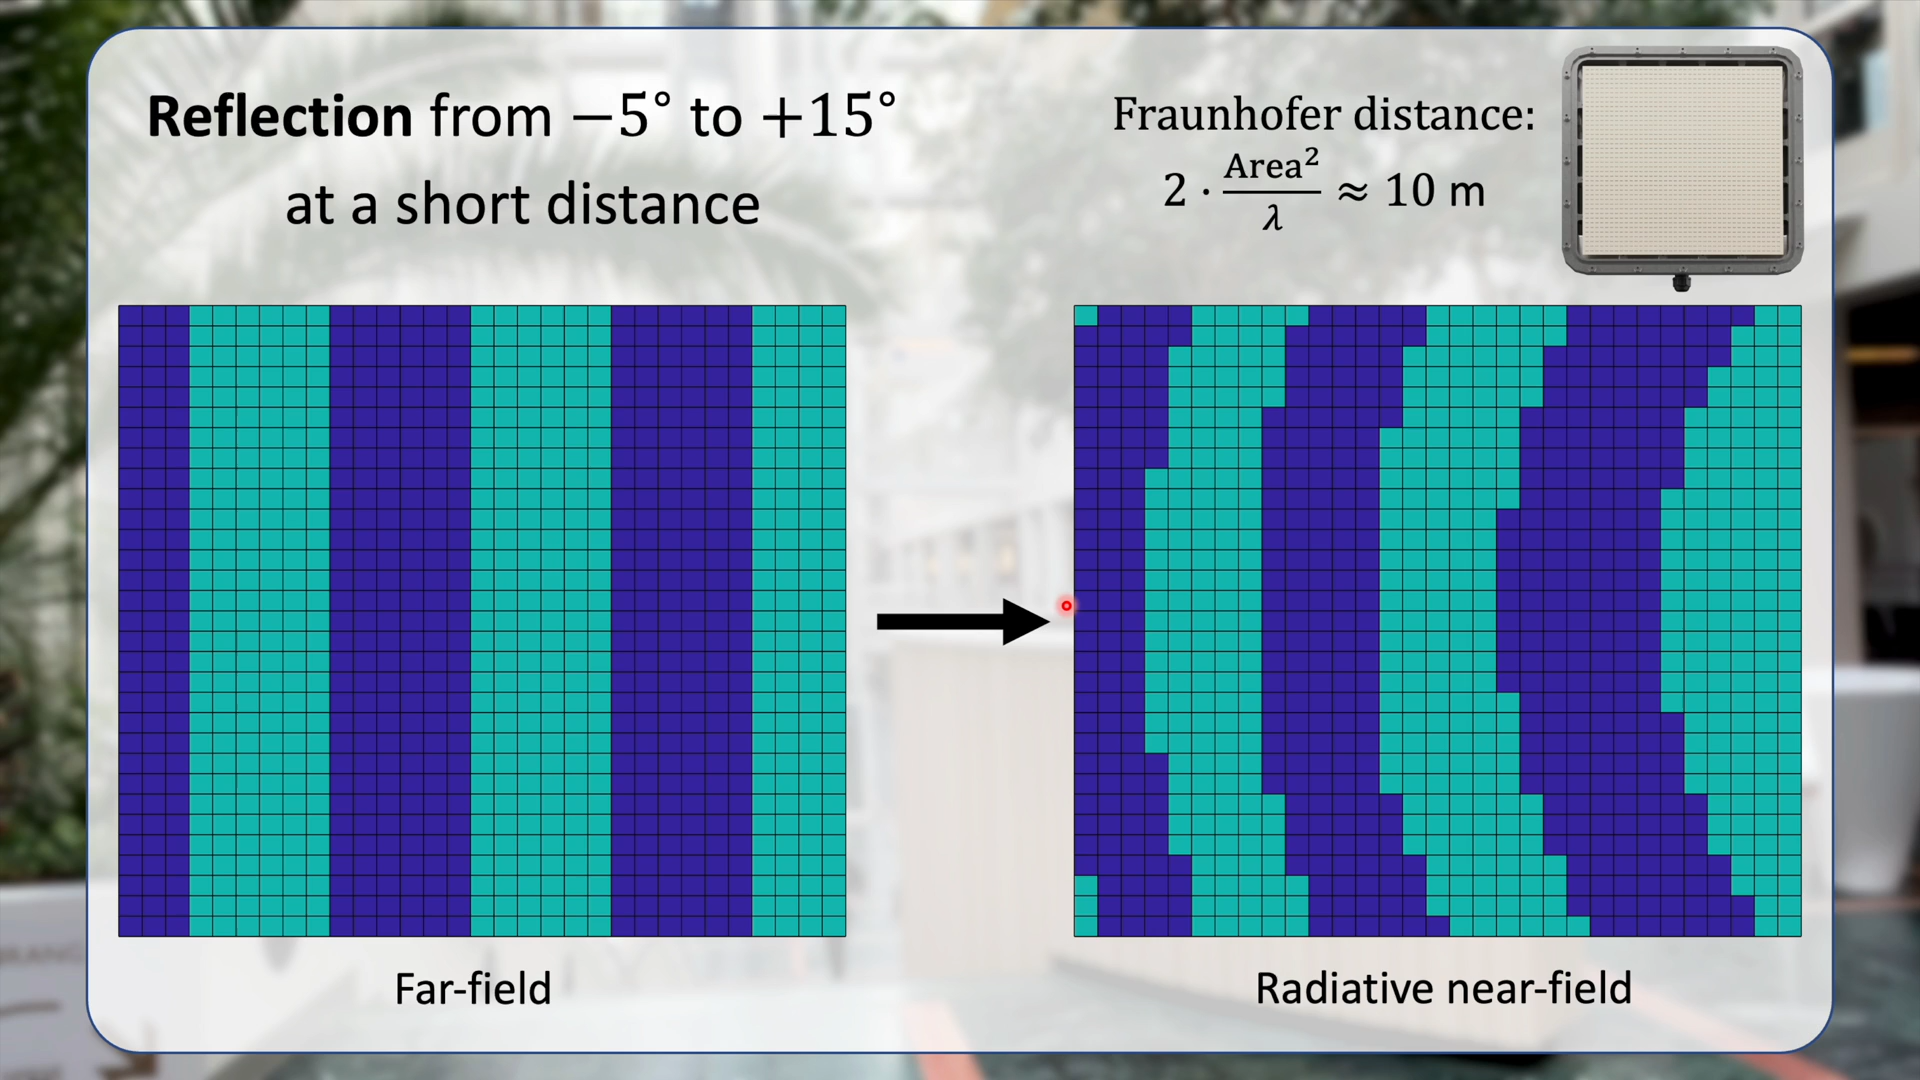 Reflection from −5° to +15°
at a short distance
Fraunhofer distance:
2 · Area²/λ ≈ 10 m
Far-field
Radiative near-field